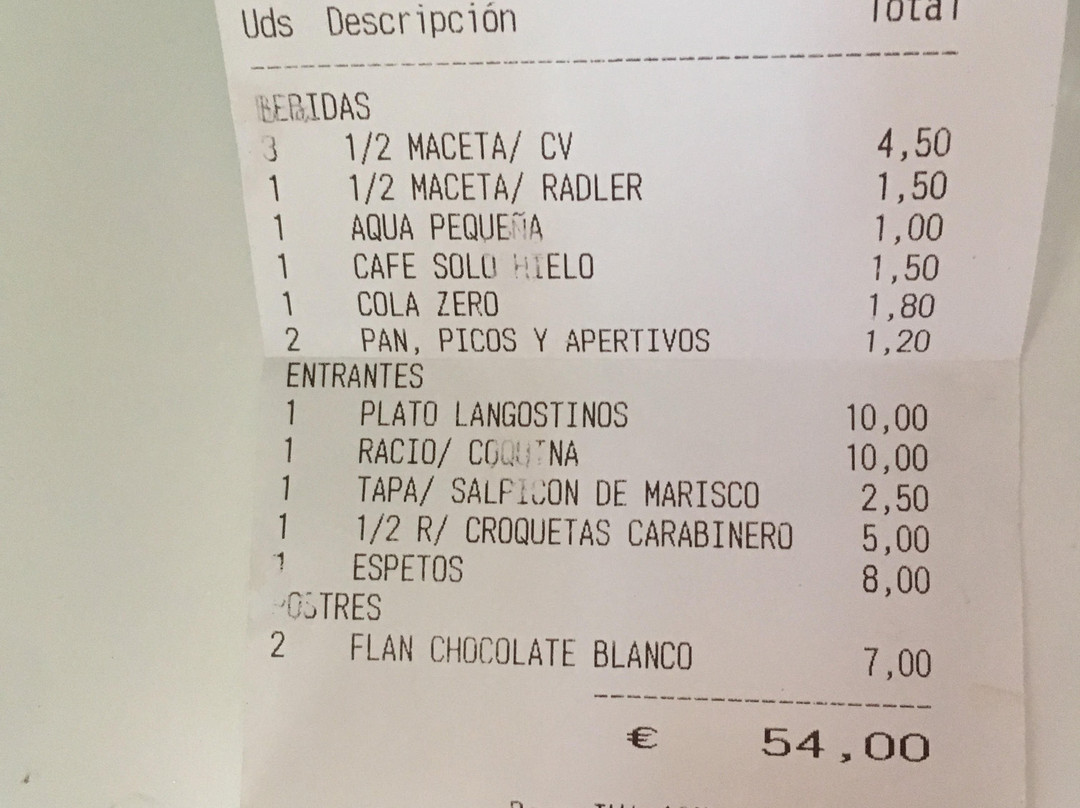 Uds Descripción Total
BEBIDAS
3 1/2 MACETA/ CV 4,50
1 1/2 MACETA/ RADLER 1,50
1 AQUA PEQUEÑA 1,00
1 CAFE SOLO HIELO 1,50
1 COLA ZERO 1,80
2 PAN, PICOS Y APERTIVOS 1,20
ENTRANTES
1 PLATO LANGOSTINOS 10,00
1 RACIO/ COQUINA 10,00
1 TAPA/ SALPICON DE MARISCO 2,50
1 1/2 R/ CROQUETAS CARABINERO 5,00
1 ESPETOS 8,00
POSTRES
2 FLAN CHOCOLATE BLANCO 7,00
€ 54,00